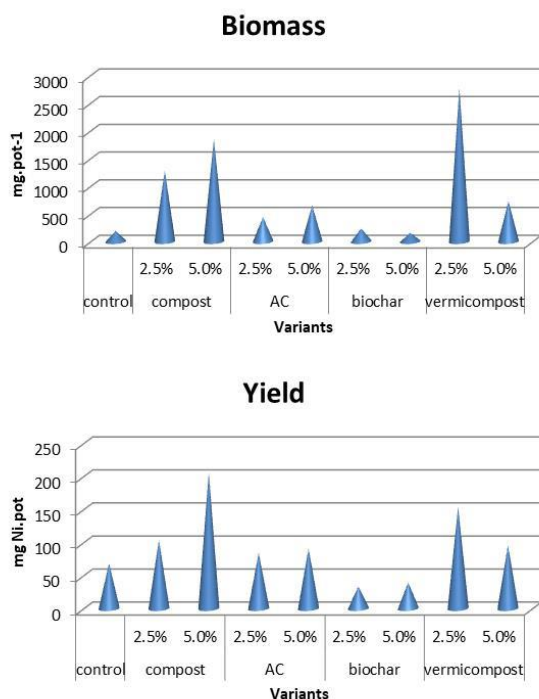 Biomass
mg.pot-1
3000
2500
2000
1500
1000
500
0
2.5% 5.0% 2.5% 5.0% 2.5% 5.0% 2.5% 5.0%
control compost AC biochar vermicompost
Variants
Yield
mg Ni.pot
250
200
150
100
50
0
2.5% 5.0% 2.5% 5.0% 2.5% 5.0% 2.5% 5.0%
control compost AC biochar vermicompost
Variants